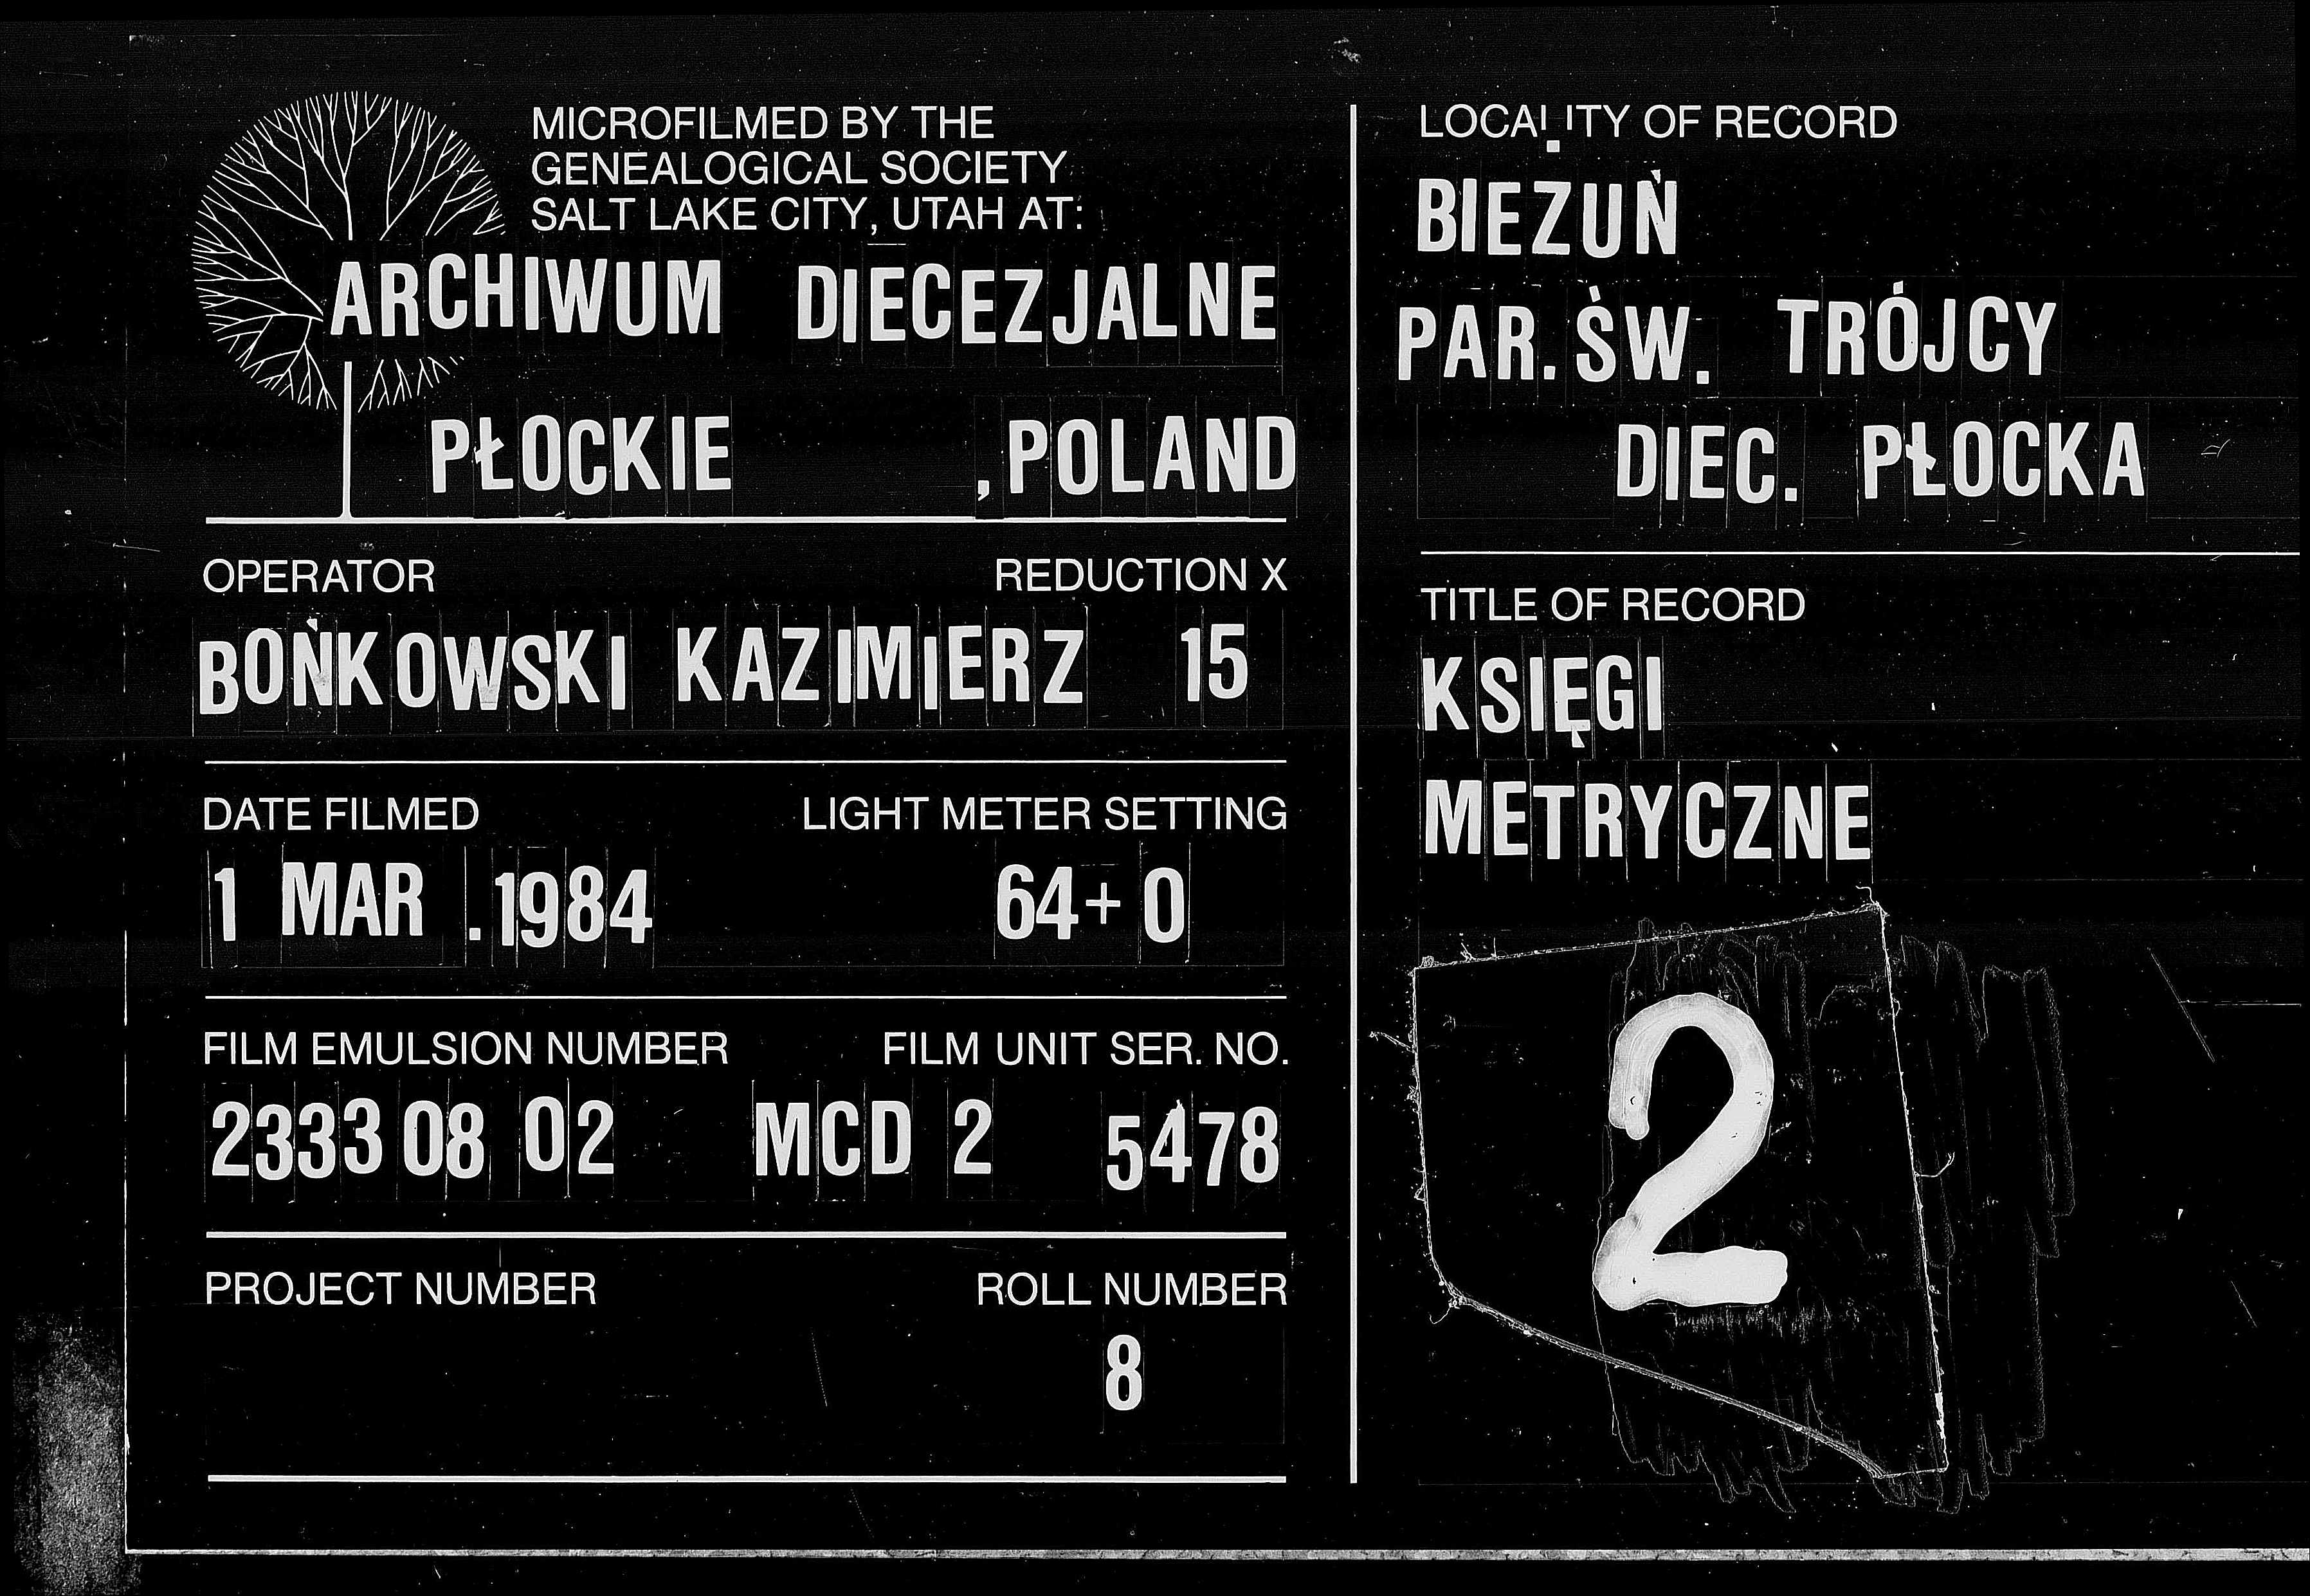 MICROFILMED BY THE
GENEALOGICAL SOCIETY
SALT LAKE CITY, UTAH AT:
ARCHIWUM DIECEZJALNE
PŁOCKIE , POLAND
OPERATOR REDUCTION X
BOŃKOWSKI KAZIMIERZ 15
DATE FILMED LIGHT METER SETTING
1 MAR .1984 64+ 0
FILM EMULSION NUMBER FILM UNIT SER. NO.
2333 08 02 MCD 2 5478
PROJECT NUMBER ROLL NUMBER
8
LOCALITY OF RECORD
BIEŻUŃ
PAR. ŚW. TRÓJCY
DIEC. PŁOCKA
TITLE OF RECORD
KSIĘGI
METRYCZNE
2